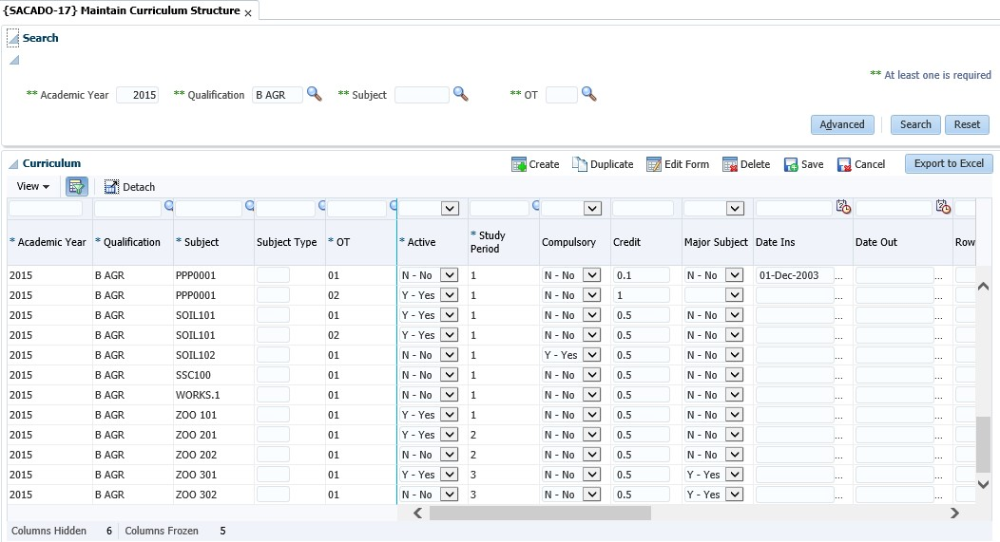 {SACADO-17} Maintain Curriculum Structure
Search
** At least one is required
** Academic Year 2015 ** Qualification B AGR ** Subject ** OT
Advanced Search Reset
Curriculum Create Duplicate Edit Form Delete Save Cancel Export to Excel
View Detach
* Academic Year * Qualification * Subject Subject Type * OT * Active * Study Period Compulsory Credit Major Subject Date Ins Date Out Row
2015 B AGR PPP0001 01 N - No 1 N - No 0.1 N - No 01-Dec-2003 ... ...
2015 B AGR PPP0001 02 Y - Yes 1 N - No 1 ... ...
2015 B AGR SOIL101 01 Y - Yes 1 N - No 0.5 N - No ... ...
2015 B AGR SOIL101 02 Y - Yes 1 N - No 0.5 N - No ... ...
2015 B AGR SOIL102 01 N - No 1 Y - Yes 0.5 N - No ... ...
2015 B AGR SSC100 01 N - No 1 N - No 0.5 N - No ... ...
2015 B AGR WORKS.1 01 N - No 1 N - No 0.5 N - No ... ...
2015 B AGR ZOO 101 01 Y - Yes 1 N - No 0.5 N - No ... ...
2015 B AGR ZOO 201 01 Y - Yes 2 N - No 0.5 N - No ... ...
2015 B AGR ZOO 202 01 N - No 2 N - No 0.5 N - No ... ...
2015 B AGR ZOO 301 01 Y - Yes 3 N - No 0.5 Y - Yes ... ...
2015 B AGR ZOO 302 01 N - No 3 N - No 0.5 Y - Yes ... ...
Columns Hidden 6 Columns Frozen 5